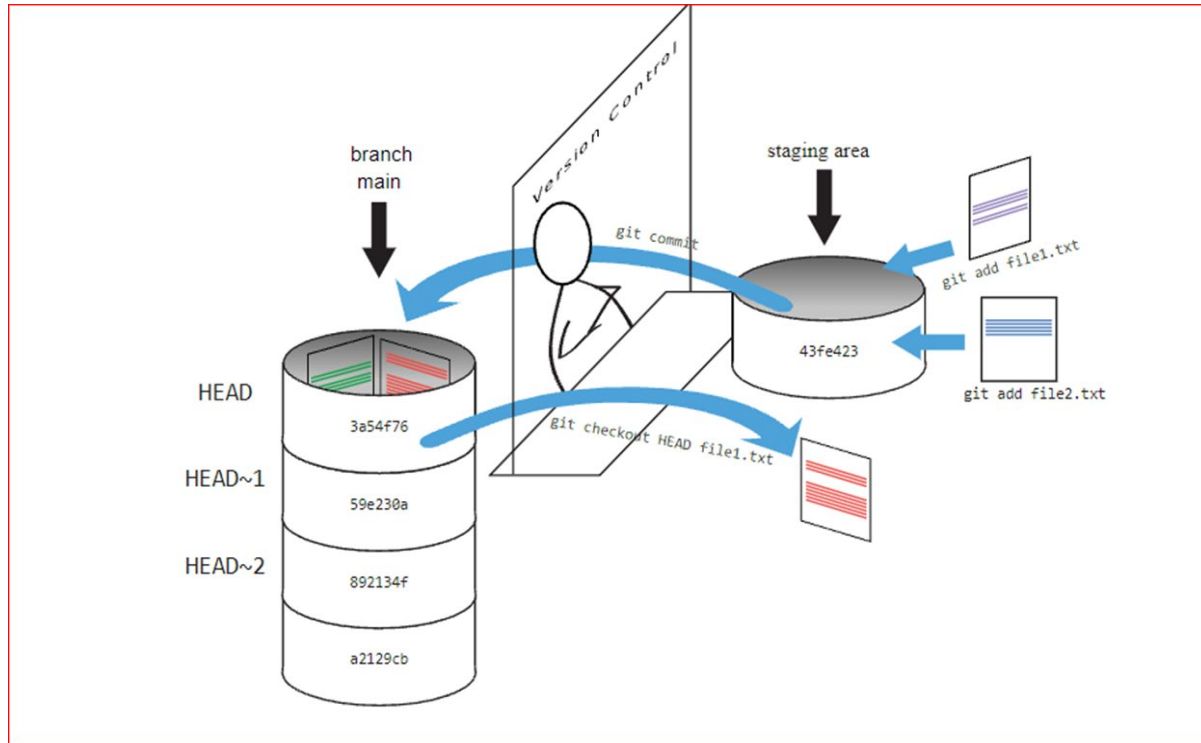 Version Control
branch
main
staging area
git commit
git add file1.txt
43fe423
git add file2.txt
HEAD
3a54f76
git checkout HEAD file1.txt
HEAD~1
59e230a
HEAD~2
892134f
a2129cb